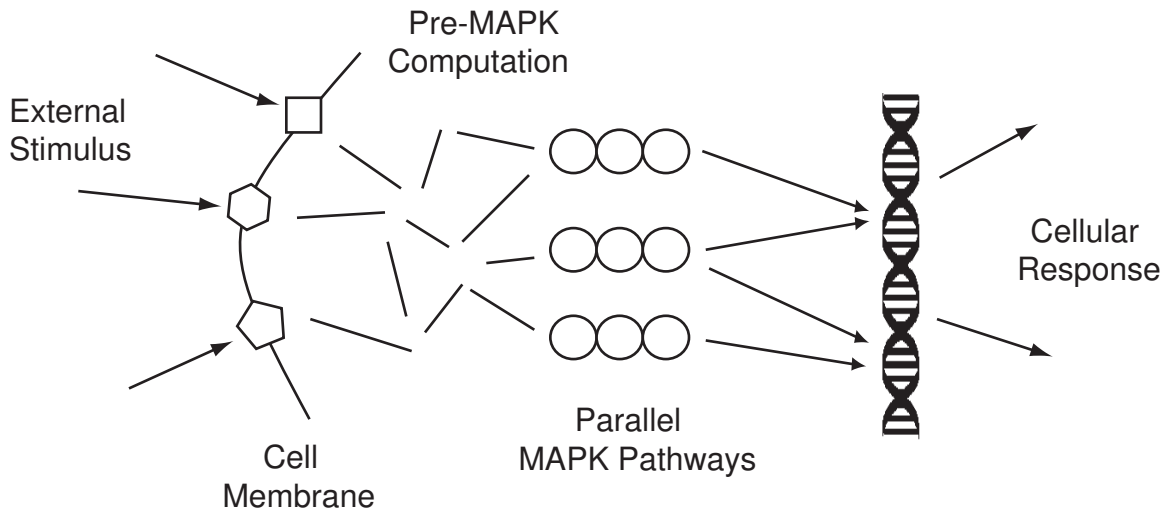 Pre-MAPK
Computation
External
Stimulus
Cellular
Response
Parallel
MAPK Pathways
Cell
Membrane